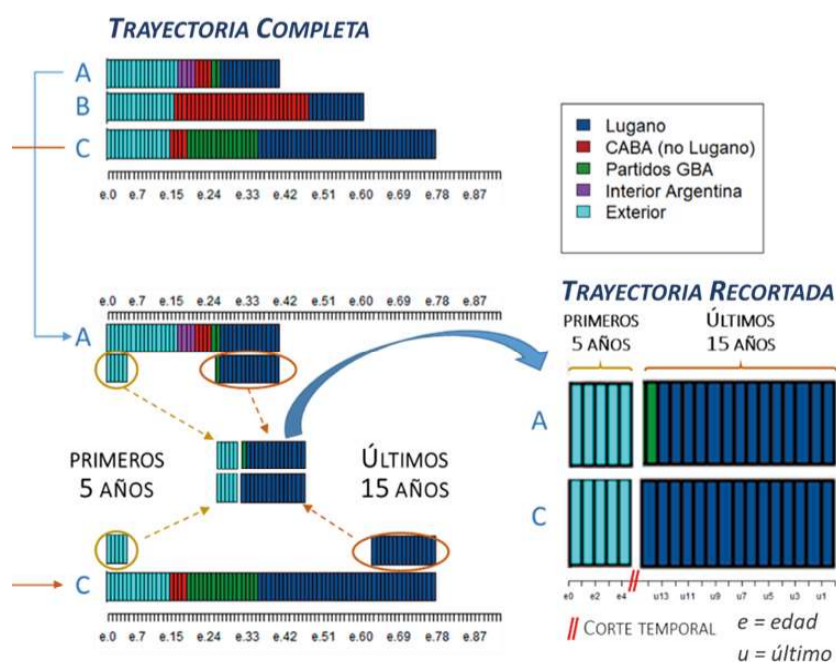 TRAYECTORIA COMPLETA
A
B
C
e.0 e.7 e.15 e.24 e.33 e.42 e.51 e.60 e.69 e.78 e.87
Lugano
CABA (no Lugano)
Partidos GBA
Interior Argentina
Exterior
e.0 e.7 e.15 e.24 e.33 e.42 e.51 e.60 e.69 e.78 e.87
A
PRIMEROS
5 AÑOS
ÚLTIMOS
15 AÑOS
C
e.0 e.7 e.15 e.24 e.33 e.42 e.51 e.60 e.69 e.78 e.87
TRAYECTORIA RECORTADA
PRIMEROS
5 AÑOS
ÚLTIMOS
15 AÑOS
A
C
e0 e2 e4 u13 u11 u9 u7 u5 u3 u1
// CORTE TEMPORAL
e = edad
u = último